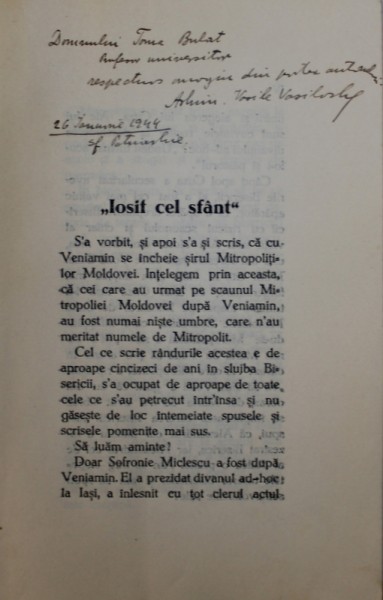 Domnului Toma Bulat
Profesor universitar
respectuos omagiu din partea autorului
Arhim. Vasile Vasilache
26 Ianuarie 1944
Sf. Patriarhie.
„Iosif cel sfânt“
S'a vorbit, și apoi s'a și scris, că cu
Veniamin se încheie șirul Mitropoliți-
lor Moldovei. Ințelegem prin aceasta,
că cei care au urmat pe scaunul Mi-
tropoliei Moldovei după Veniamin,
au fost numai niște umbre, care n'au
meritat numele de Mitropolit.
Cel ce scrie rândurile acestea e de
aproape cincizeci de ani în slujba Bi-
sericii, s'a ocupat de aproape de toate
cele ce s'au petrecut într'însa și nu
găsește de loc întemeiate spusele și
scrisele pomenite mai sus.
Să luăm aminte!
Doar Sofronie Miclescu a fost după
Veniamin. El a prezidat divanul ad-hoc
la Iași, a înlesnit cu tot clerul actul